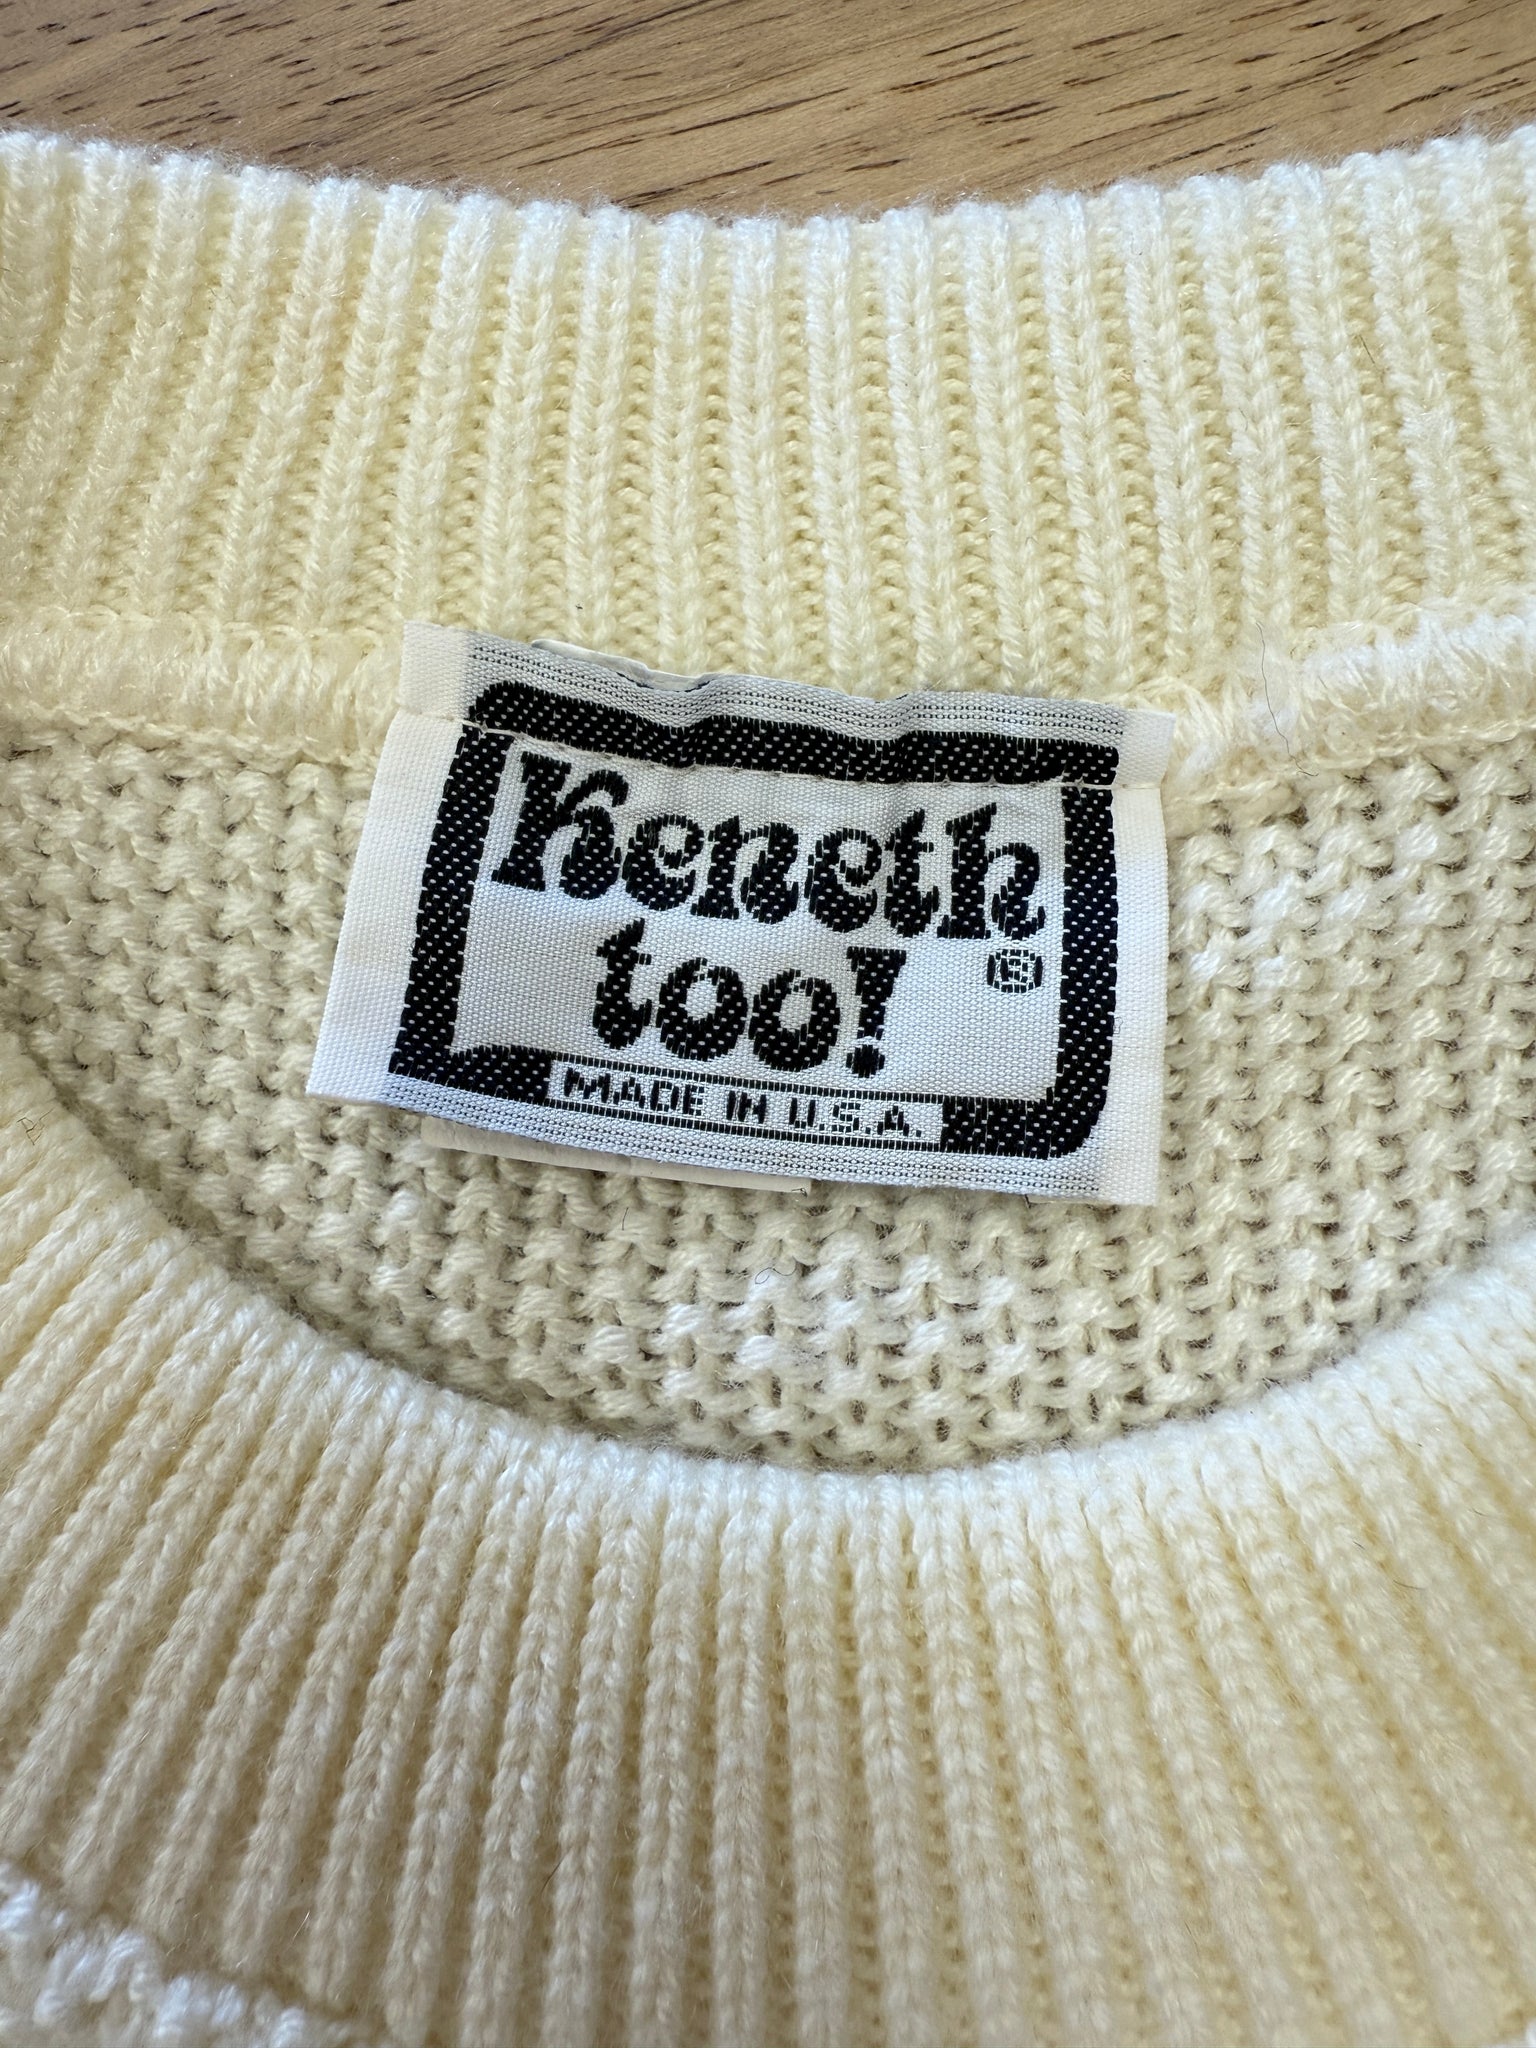 Keneth
too!
®
MADE IN U.S.A.